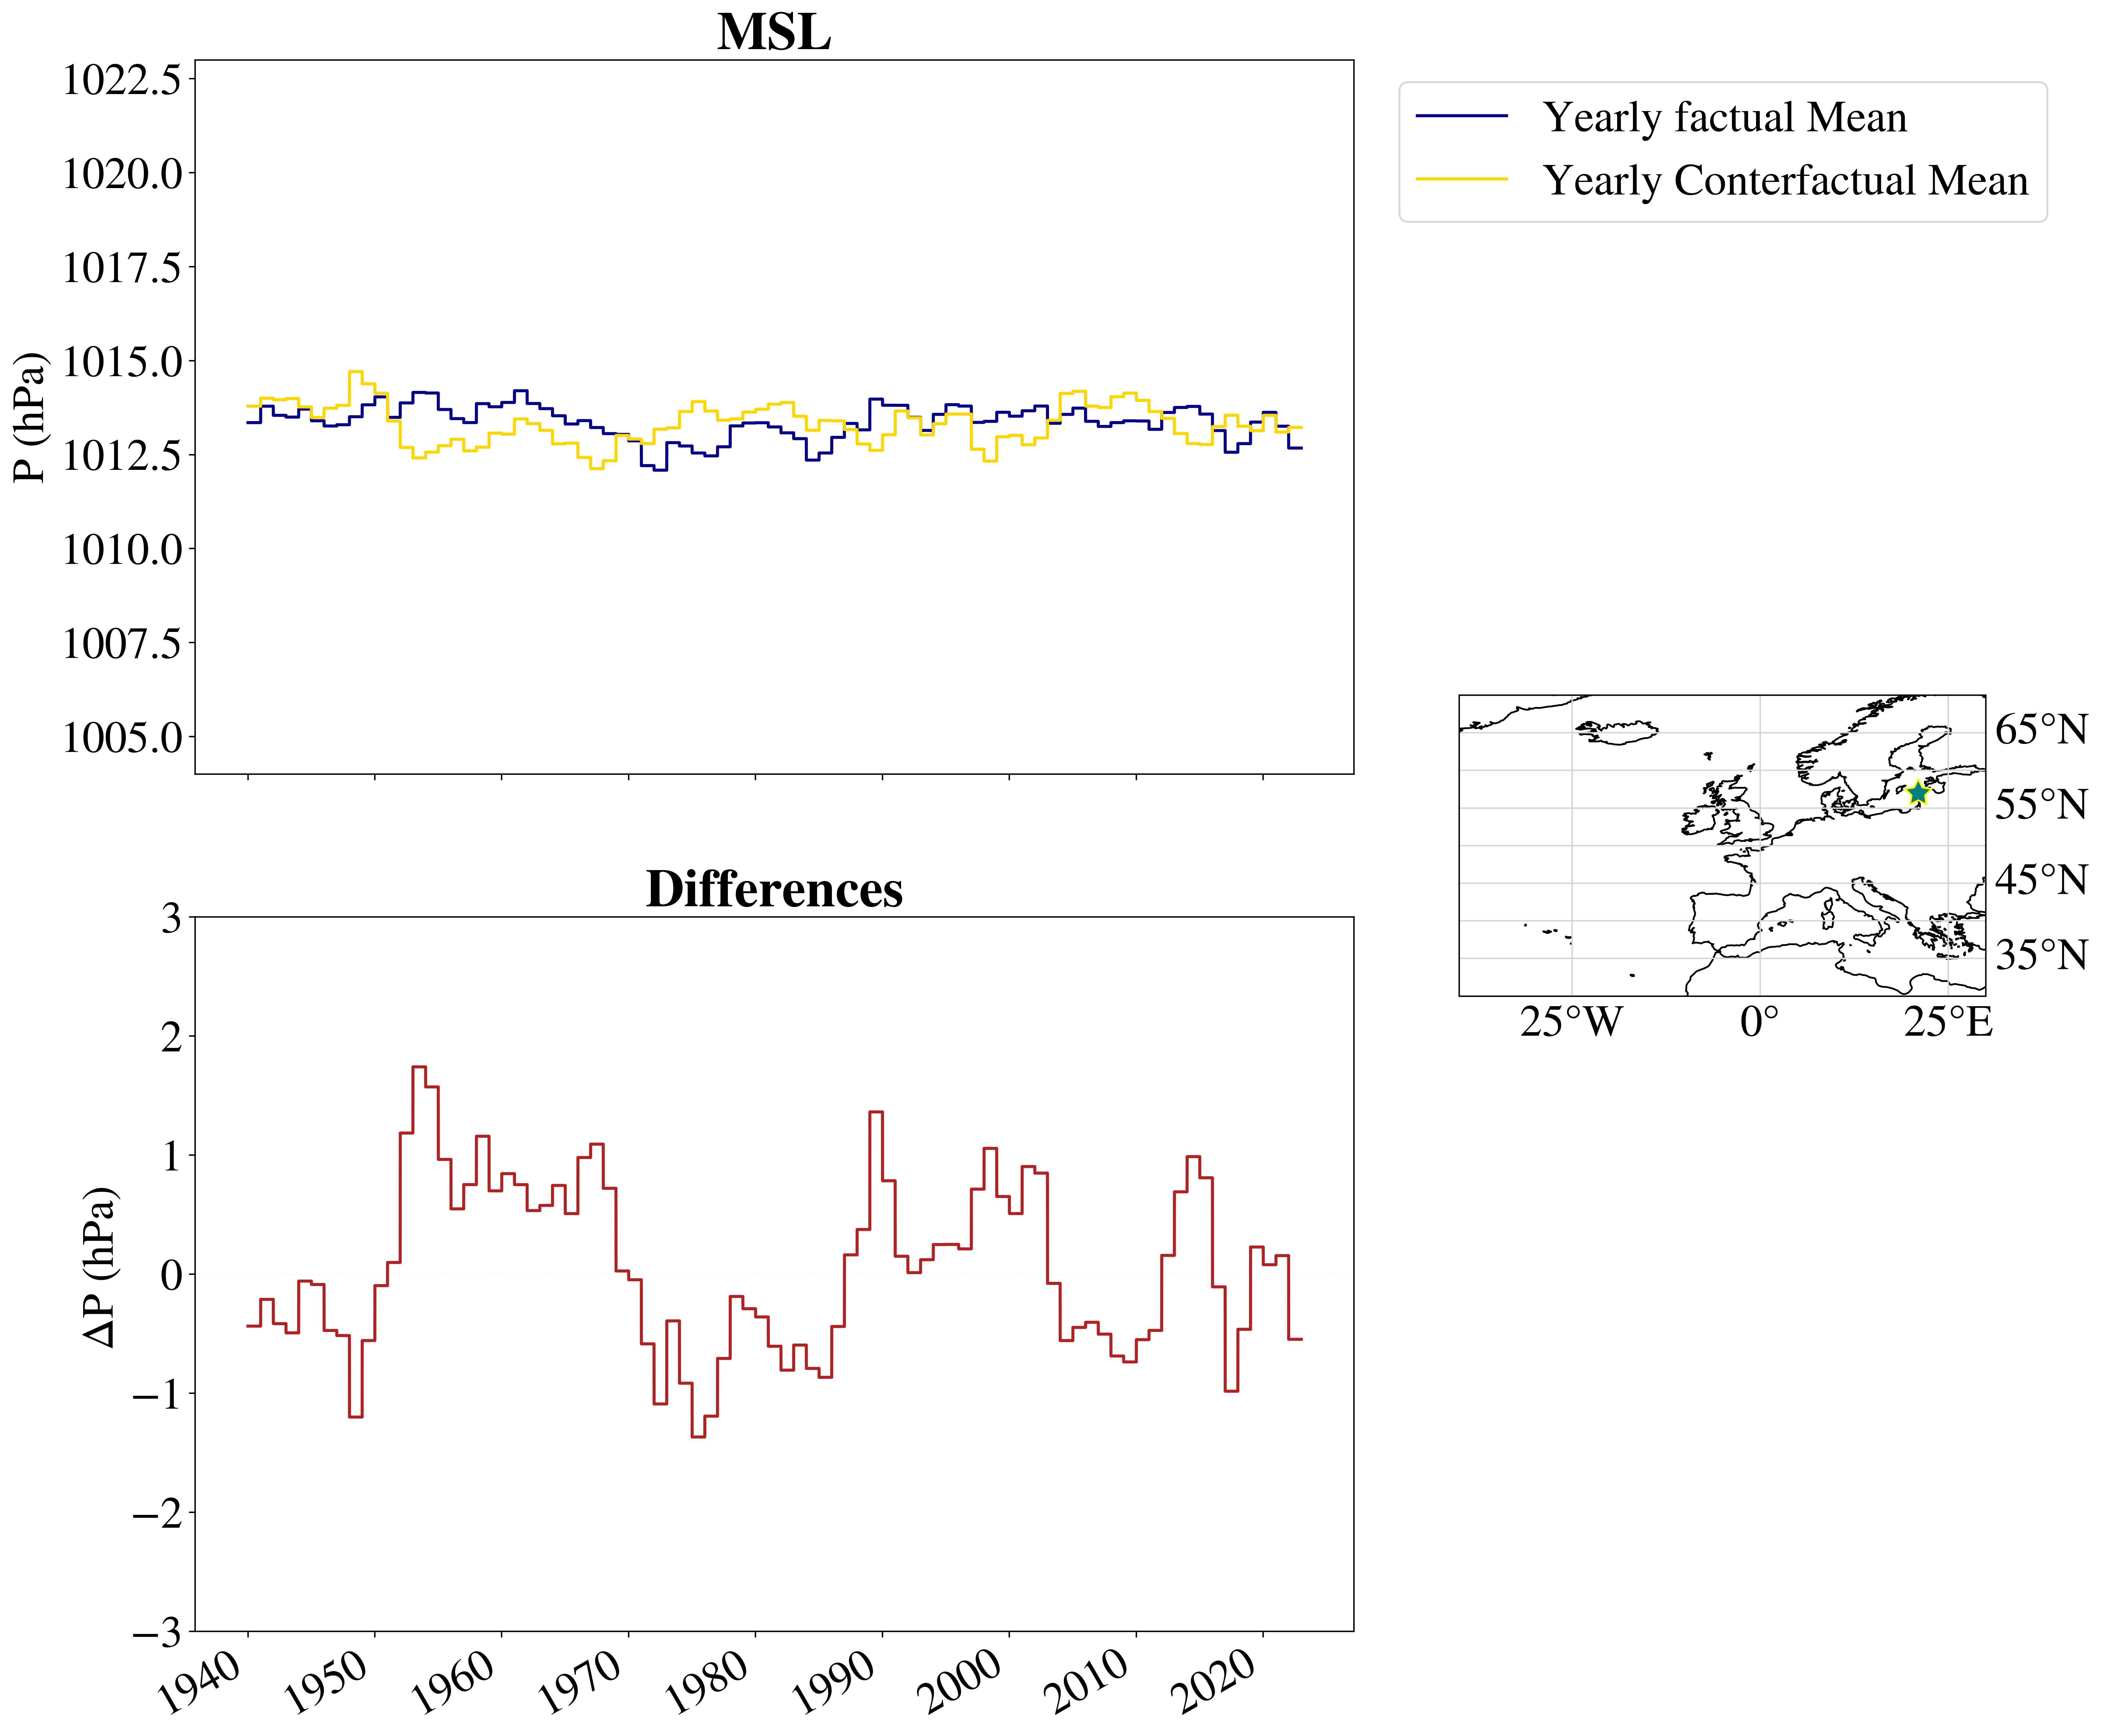 MSL
1022.5
1020.0
1017.5
1015.0
1012.5
1010.0
1007.5
1005.0
P (hPa)
Yearly factual Mean
Yearly Conterfactual Mean
65°N
55°N
45°N
35°N
25°W 0° 25°E
Differences
3
2
1
0
−1
−2
−3
ΔP (hPa)
1940 1950 1960 1970 1980 1990 2000 2010 2020